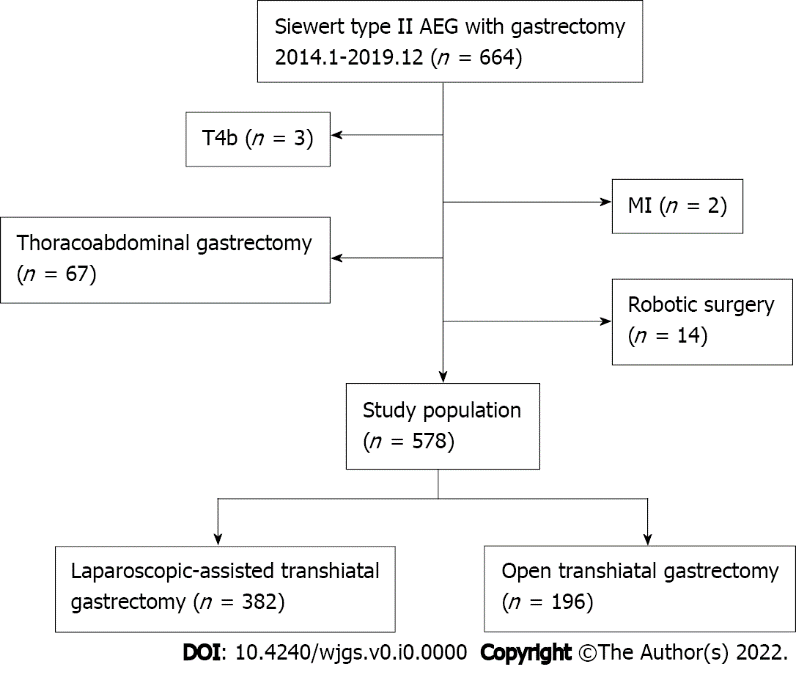 Siewert type II AEG with gastrectomy
2014.1-2019.12 (n = 664)
T4b (n = 3)
MI (n = 2)
Thoracoabdominal gastrectomy
(n = 67)
Robotic surgery
(n = 14)
Study population
(n = 578)
Laparoscopic-assisted transhiatal
gastrectomy (n = 382)
Open transhiatal gastrectomy
(n = 196)
DOI: 10.4240/wjgs.v0.i0.0000 Copyright ©The Author(s) 2022.